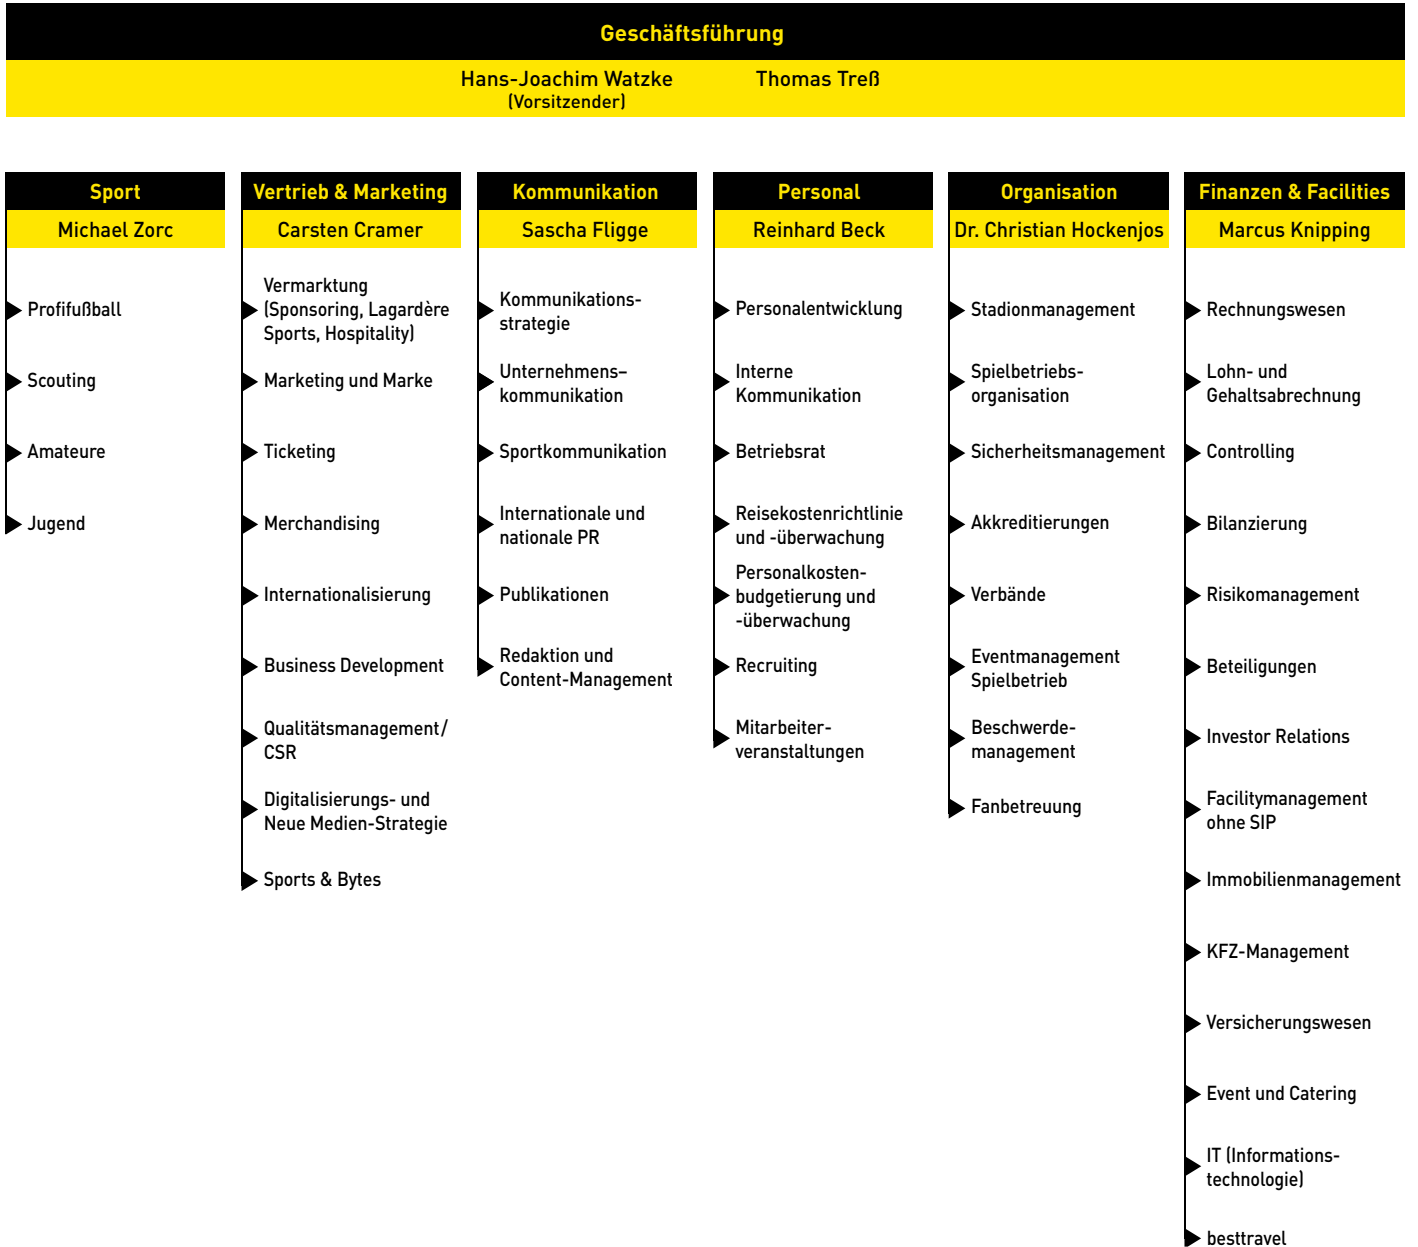 Geschäftsführung
Hans-Joachim Watzke
(Vorsitzender)
Thomas Treß
Sport
Michael Zorc
Profifußball
Scouting
Amateure
Jugend
Vertrieb & Marketing
Carsten Cramer
Vermarktung
(Sponsoring, Lagardère
Sports, Hospitality)
Marketing und Marke
Ticketing
Merchandising
Internationalisierung
Business Development
Qualitätsmanagement/
CSR
Digitalisierungs- und
Neue Medien-Strategie
Sports & Bytes
Kommunikation
Sascha Fligge
Kommunikations-
strategie
Unternehmens–
kommunikation
Sportkommunikation
Internationale und
nationale PR
Publikationen
Redaktion und
Content-Management
Personal
Reinhard Beck
Personalentwicklung
Interne
Kommunikation
Betriebsrat
Reisekostenrichtlinie
und -überwachung
Personalkosten-
budgetierung und
-überwachung
Recruiting
Mitarbeiter-
veranstaltungen
Organisation
Dr. Christian Hockenjos
Stadionmanagement
Spielbetriebs-
organisation
Sicherheitsmanagement
Akkreditierungen
Verbände
Eventmanagement
Spielbetrieb
Beschwerde-
management
Fanbetreuung
Finanzen & Facilities
Marcus Knipping
Rechnungswesen
Lohn- und
Gehaltsabrechnung
Controlling
Bilanzierung
Risikomanagement
Beteiligungen
Investor Relations
Facilitymanagement
ohne SIP
Immobilienmanagement
KFZ-Management
Versicherungswesen
Event und Catering
IT (Informations-
technologie)
besttravel